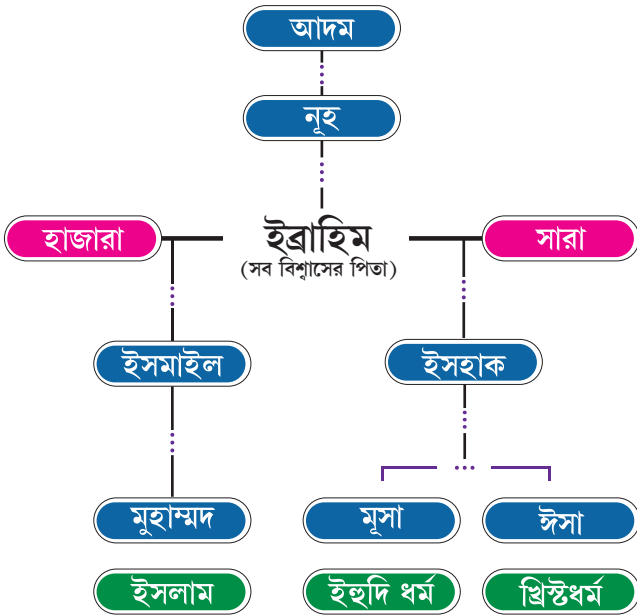 আদম
নূহ
হাজারা
ইব্রাহিম
(সব বিশ্বাসের পিতা)
সারা
ইসমাইল
ইসহাক
মুহাম্মদ
মূসা
ঈসা
ইসলাম
ইহুদি ধর্ম
খ্রিস্টধর্ম